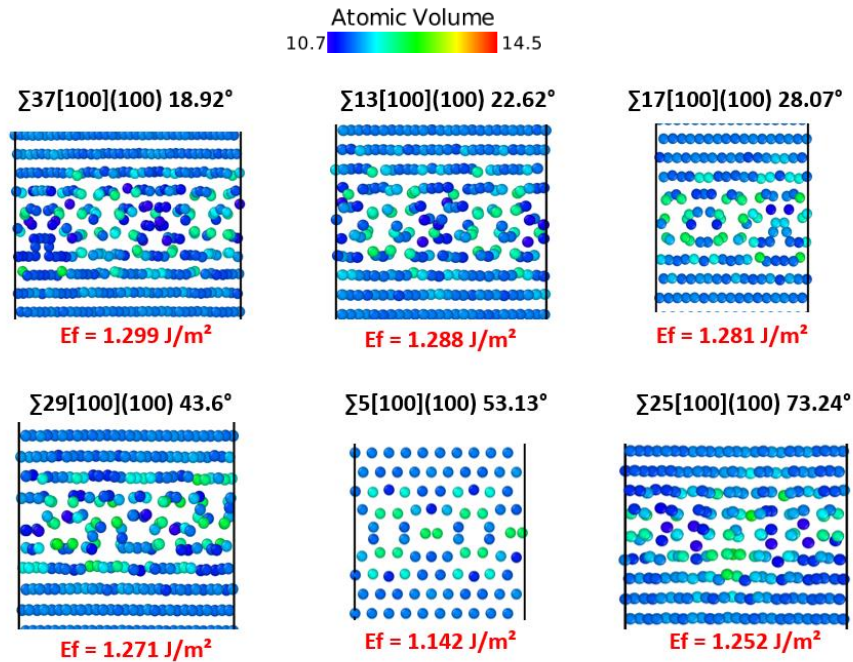 Atomic Volume
10.7 14.5
∑37[100](100) 18.92° ∑13[100](100) 22.62° ∑17[100](100) 28.07°
Ef = 1.299 J/m² Ef = 1.288 J/m² Ef = 1.281 J/m²
∑29[100](100) 43.6° ∑5[100](100) 53.13° ∑25[100](100) 73.24°
Ef = 1.271 J/m² Ef = 1.142 J/m² Ef = 1.252 J/m²